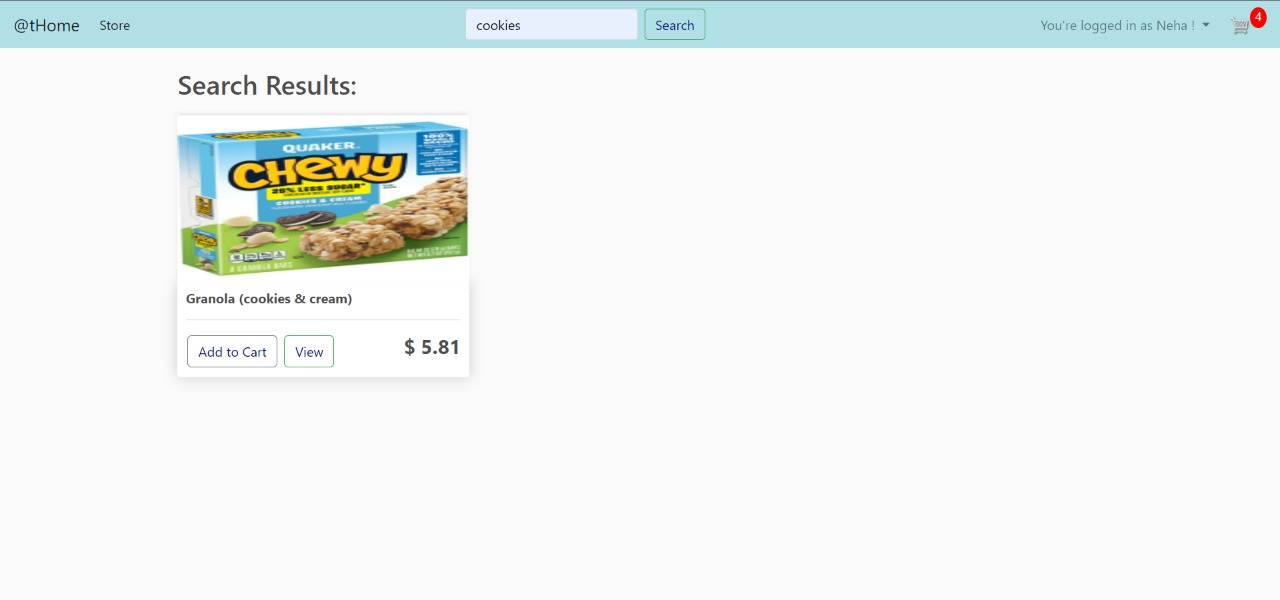 @tHome Store cookies Search You're logged in as Neha ! 4
Search Results:
QUAKER
CHEWY
25% LESS SUGAR*
COOKIES & CREAM
Granola (cookies & cream)
Add to Cart View $ 5.81